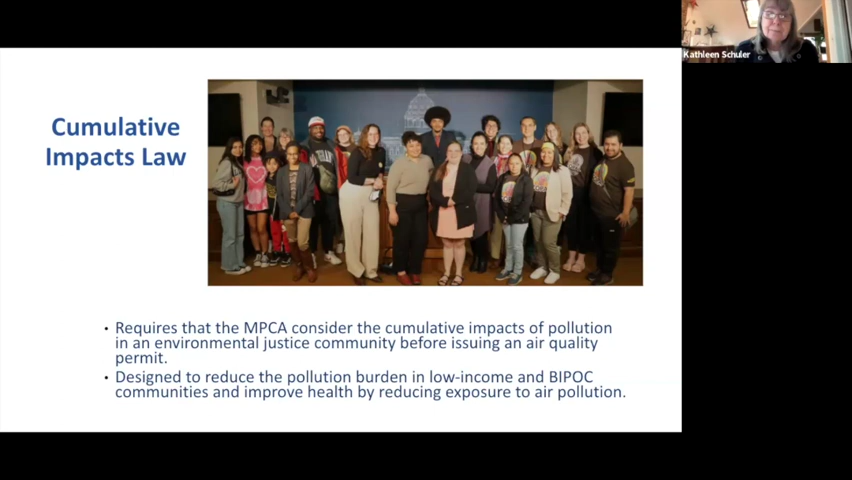 Kathleen Schuler
Cumulative
Impacts Law
• Requires that the MPCA consider the cumulative impacts of pollution
in an environmental justice community before issuing an air quality
permit.
• Designed to reduce the pollution burden in low-income and BIPOC
communities and improve health by reducing exposure to air pollution.